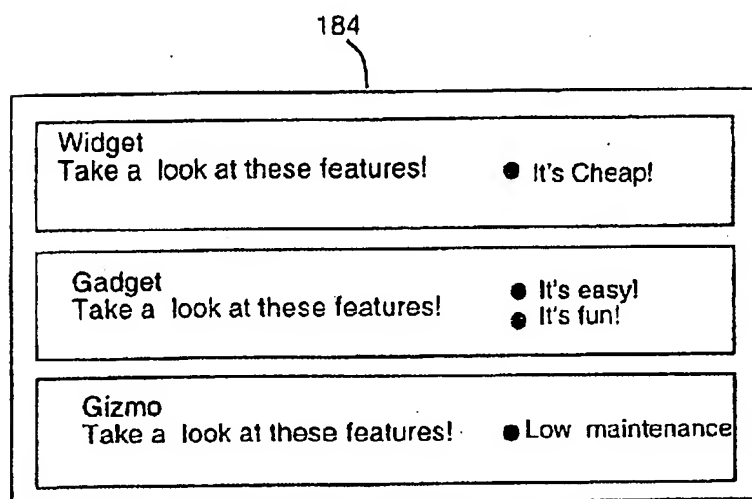 184
Widget
Take a look at these features!
● It's Cheap!
Gadget
Take a look at these features!
● It's easy!
● It's fun!
Gizmo
Take a look at these features!
● Low maintenance